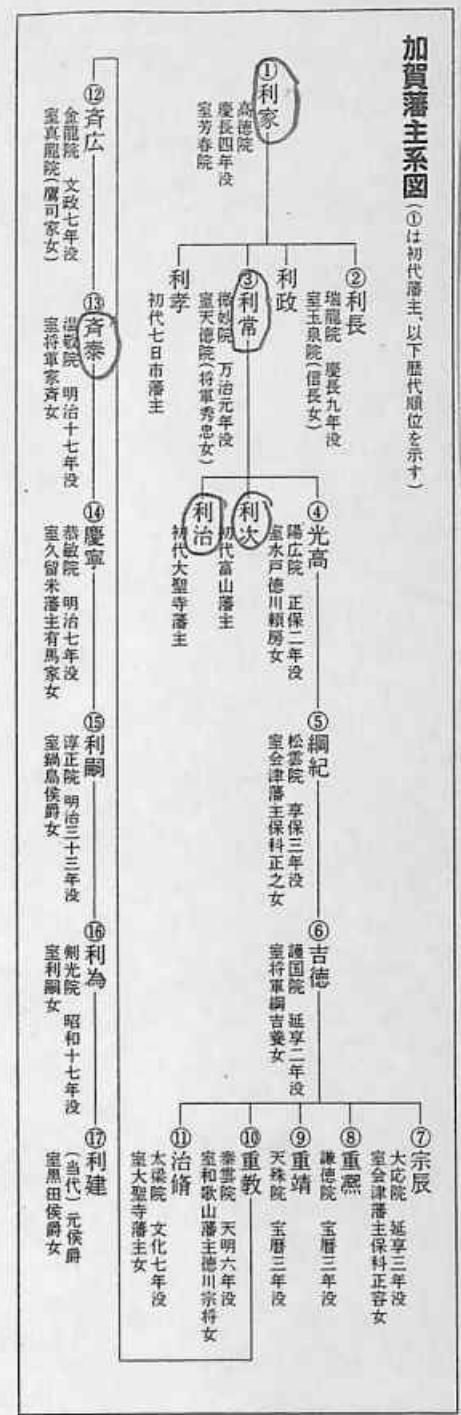 加賀藩主系図(①は初代藩主、以下歴代順位を示す)
①利家
高徳院 慶長四年没
室芳春院
②利長
瑞龍院 慶長九年没
室玉泉院(信長女)
利政
③利常
微妙院 万治元年没
室天徳院(将軍秀忠女)
利孝
初代七日市藩主
④光高
陽広院 正保二年没
室水戸徳川頼房女
利次
初代富山藩主
利治
初代大聖寺藩主
⑤綱紀
松雲院 享保三年没
室会津藩主保科正之女
⑥吉徳
護国院 延享二年没
室将軍綱吉養女
⑦宗辰
大応院 延享三年没
室会津藩主保科正容女
⑧重熈
謙徳院 宝暦三年没
⑨重靖
天珠院 宝暦三年没
⑩重教
泰雲院 天明六年没
室和歌山藩主徳川宗将女
⑪治脩
太梁院 文化七年没
室大聖寺藩主女
⑫斉広
金龍院 文政七年没
室真龍院(鷹司家女)
⑬斉泰
温敬院 明治十七年没
室将軍家斉女
⑭慶寧
恭敏院 明治七年没
室久留米藩主有馬家女
⑮利嗣
淳正院 明治三十三年没
室鍋島侯爵女
⑯利為
剣光院 昭和十七年没
室利嗣女
⑰利建
(当代)元侯爵
室黒田侯爵女